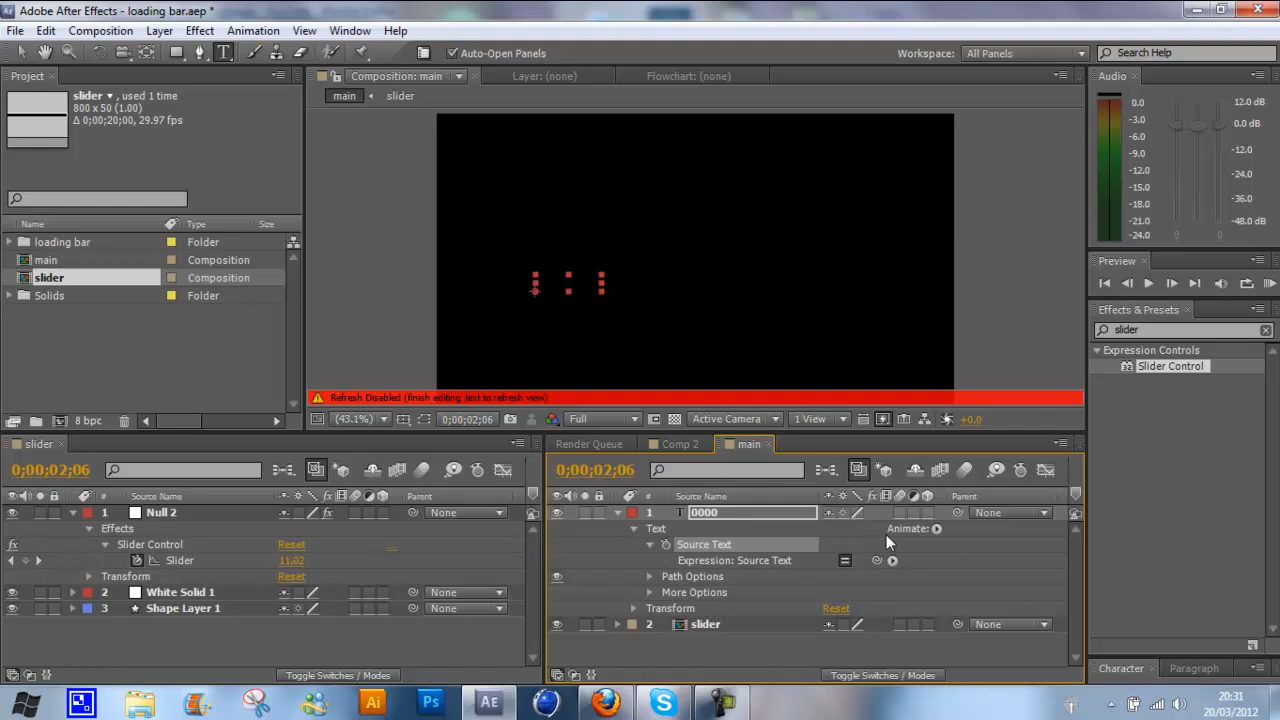 Adobe After Effects - loading bar.aep *
File Edit Composition Layer Effect Animation View Window Help
Auto-Open Panels
Workspace: All Panels
Search Help
Project
slider ▾ , used 1 time
800 x 50 (1.00)
Δ 0;00;20;00, 29.97 fps
Name Type Size
loading bar Folder
main Composition
slider Composition
Solids Folder
8 bpc
Composition: main
Layer: (none)
Flowchart: (none)
main slider
Refresh Disabled (finish editing text to refresh view)
(43.1%) 0;00;02;06 Full Active Camera 1 View +0.0
Audio
0.0 12.0 dB
-3.0 0.0 dB
-6.0
-9.0 -12.0
-12.0
-15.0 -24.0
-18.0 -36.0
-21.0
-24.0 -48.0 dB
0 0
Preview
Effects & Presets
slider
Expression Controls
32 Slider Control
Character Paragraph
slider
0;00;02;06
# Source Name Parent
1 Null 2 None
Effects
Slider Control Reset ...
Slider 11.02
Transform Reset
2 White Solid 1 None
3 Shape Layer 1 None
Toggle Switches / Modes
Render Queue Comp 2 main
0;00;02;06
# Source Name Parent
1 T 0000 None
Text Animate:
Source Text
Expression: Source Text
Path Options
More Options
Transform Reset
2 slider None
Toggle Switches / Modes
Ai Ps AE
20:31
20/03/2012